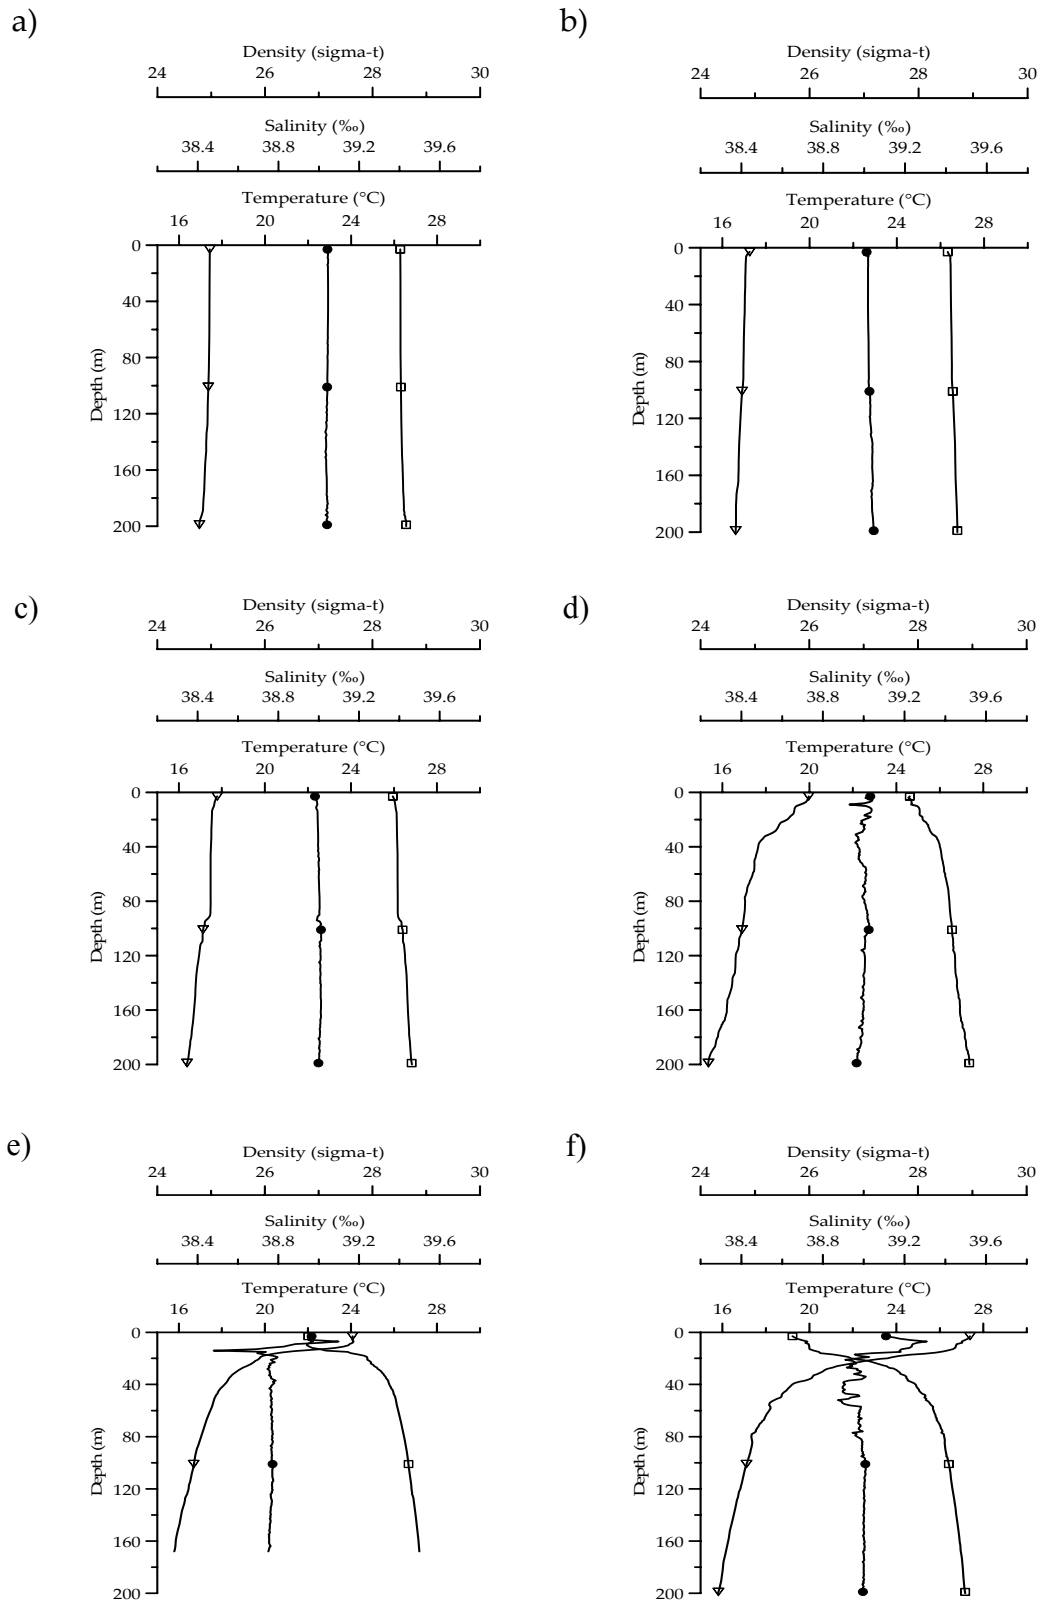 a)
Density (sigma-t)
24 26 28 30
Salinity (‰)
38.4 38.8 39.2 39.6
Temperature (°C)
16 20 24 28
0
40
80
120
160
200
Depth (m)
b)
Density (sigma-t)
24 26 28 30
Salinity (‰)
38.4 38.8 39.2 39.6
Temperature (°C)
16 20 24 28
0
40
80
120
160
200
Depth (m)
c)
Density (sigma-t)
24 26 28 30
Salinity (‰)
38.4 38.8 39.2 39.6
Temperature (°C)
16 20 24 28
0
40
80
120
160
200
Depth (m)
d)
Density (sigma-t)
24 26 28 30
Salinity (‰)
38.4 38.8 39.2 39.6
Temperature (°C)
16 20 24 28
0
40
80
120
160
200
Depth (m)
e)
Density (sigma-t)
24 26 28 30
Salinity (‰)
38.4 38.8 39.2 39.6
Temperature (°C)
16 20 24 28
0
40
80
120
160
200
Depth (m)
f)
Density (sigma-t)
24 26 28 30
Salinity (‰)
38.4 38.8 39.2 39.6
Temperature (°C)
16 20 24 28
0
40
80
120
160
200
Depth (m)